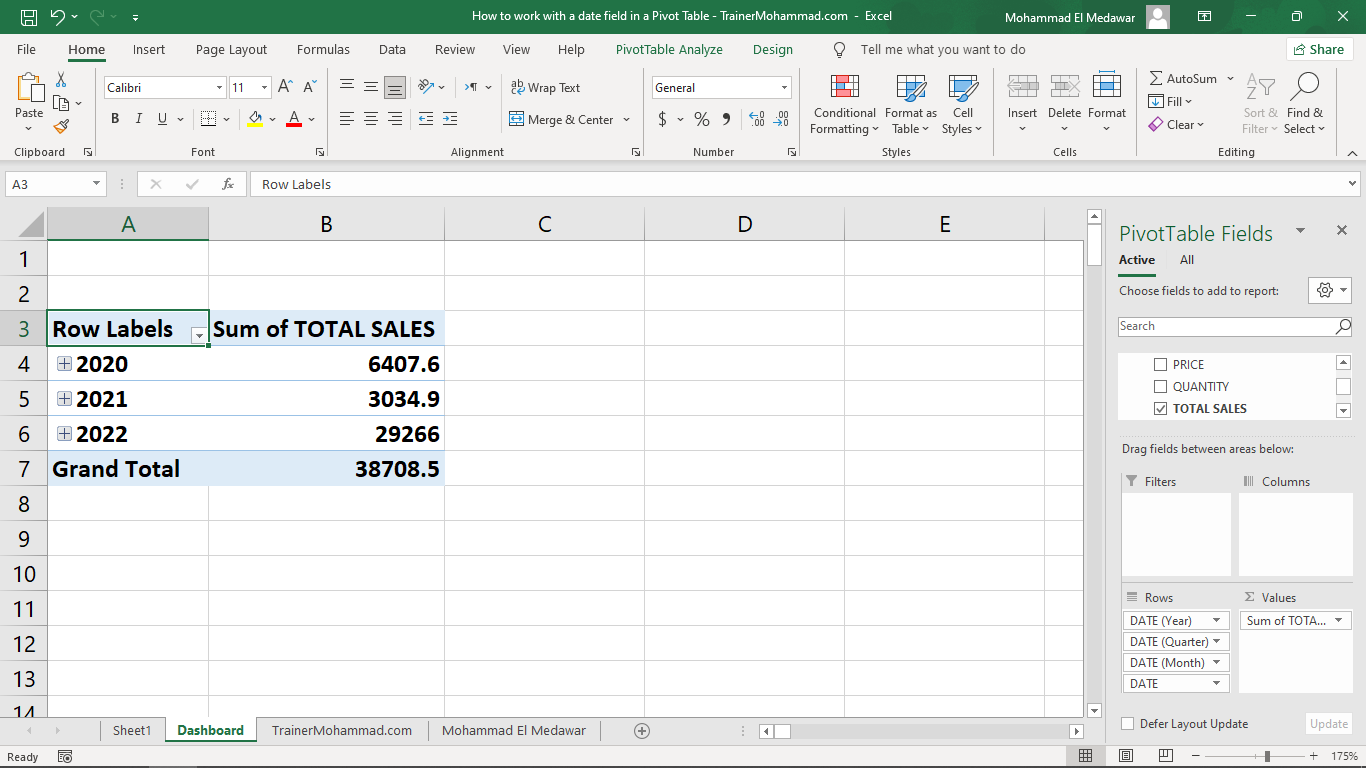 How to work with a date field in a Pivot Table - TrainerMohammad.com - Excel
Mohammad El Medawar
File Home Insert Page Layout Formulas Data Review View Help PivotTable Analyze Design Tell me what you want to do Share
Paste
Clipboard
Calibri 11
B I U A
Font
Wrap Text
Merge & Center
Alignment
General
$ % 9
Number
Conditional Formatting
Format as Table
Cell Styles
Styles
Insert Delete Format
Cells
AutoSum
Fill
Clear
Sort & Filter
Find & Select
Editing
A3 fx Row Labels
A B C D E
1
2
3 Row Labels Sum of TOTAL SALES
4 2020 6407.6
5 2021 3034.9
6 2022 29266
7 Grand Total 38708.5
8
9
10
11
12
13
14
PivotTable Fields
Active All
Choose fields to add to report:
Search
PRICE
QUANTITY
TOTAL SALES
Drag fields between areas below:
Filters Columns
Rows Σ Values
DATE (Year) Sum of TOTA...
DATE (Quarter)
DATE (Month)
DATE
Defer Layout Update Update
Sheet1 Dashboard TrainerMohammad.com Mohammad El Medawar
Ready 175%